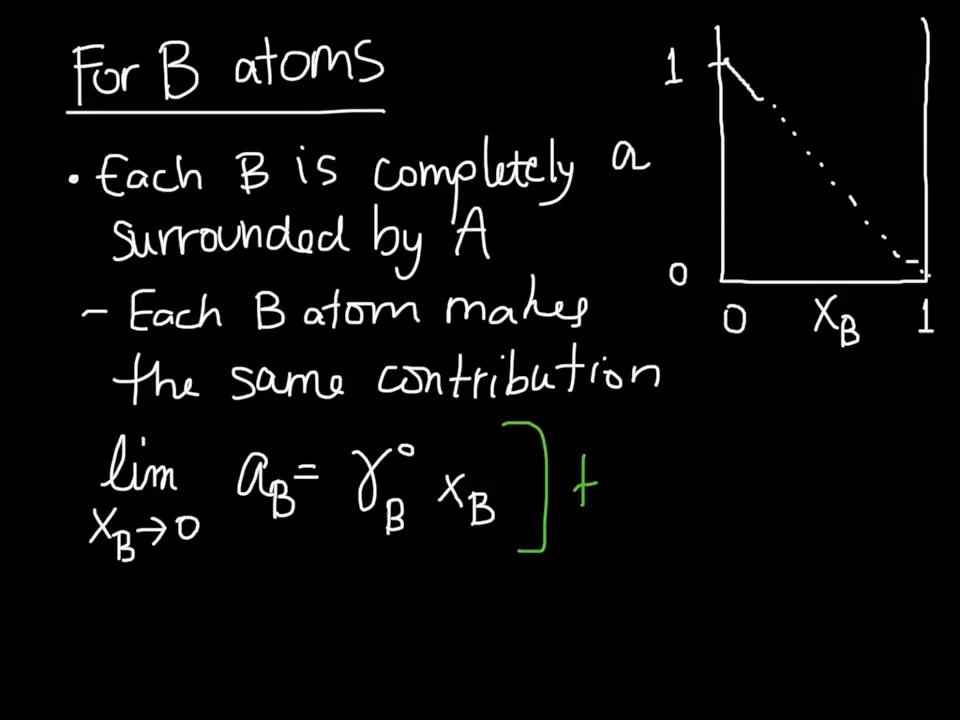 For B atoms
• Each B is completely
surrounded by A
- Each B atom makes
the same contribution
lim a_B = γ°_B x_B ] +
x_B → 0
1
a
0
0 x_B 1